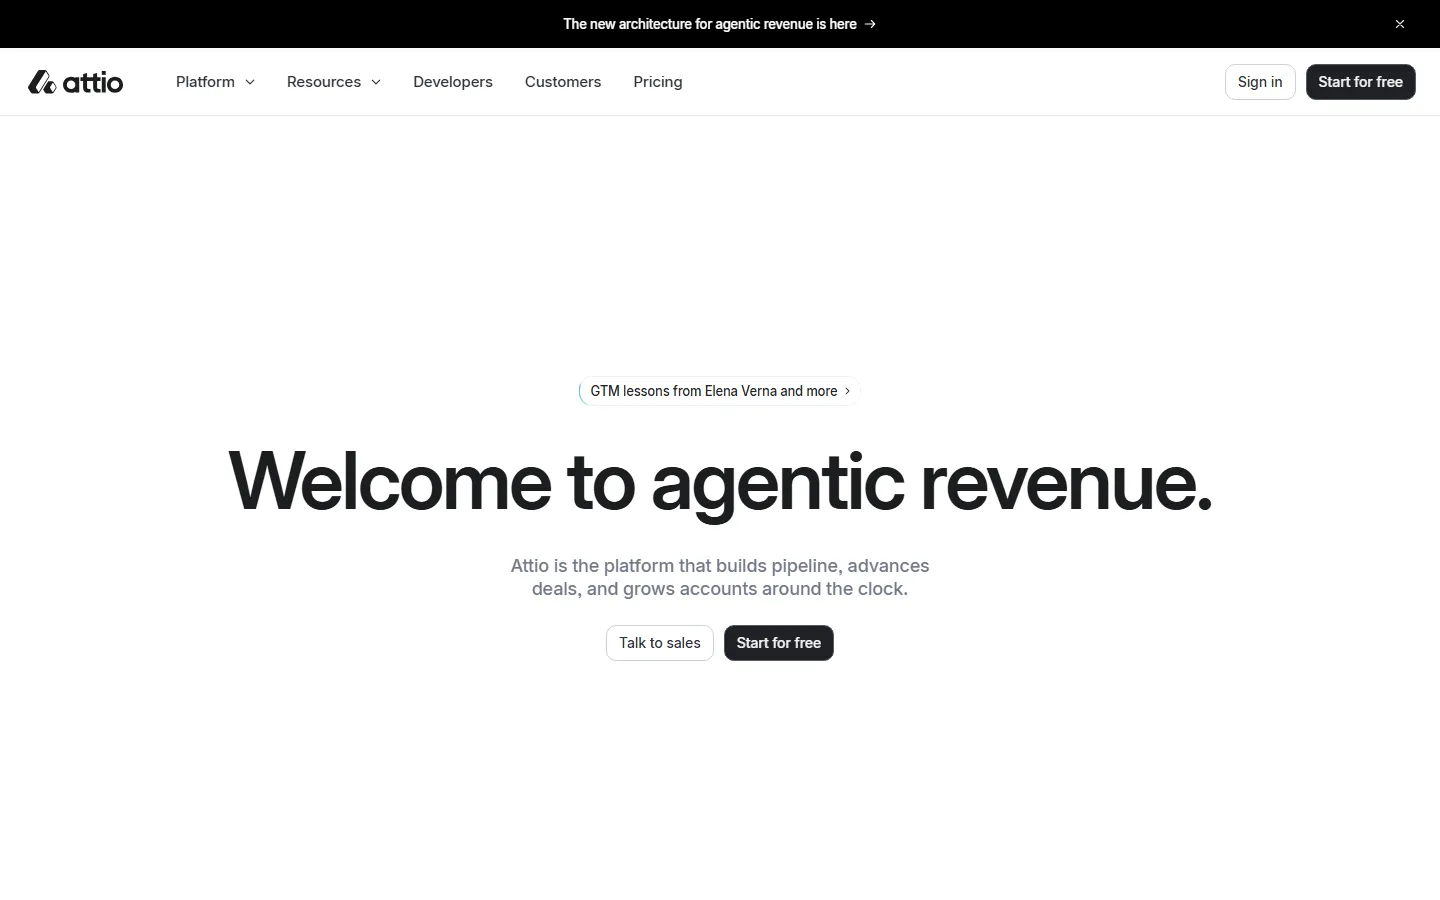 The new architecture for agentic revenue is here →
attio
Platform
Resources
Developers
Customers
Pricing
Sign in
Start for free
GTM lessons from Elena Verna and more
Welcome to agentic revenue.
Attio is the platform that builds pipeline, advances
deals, and grows accounts around the clock.
Talk to sales
Start for free